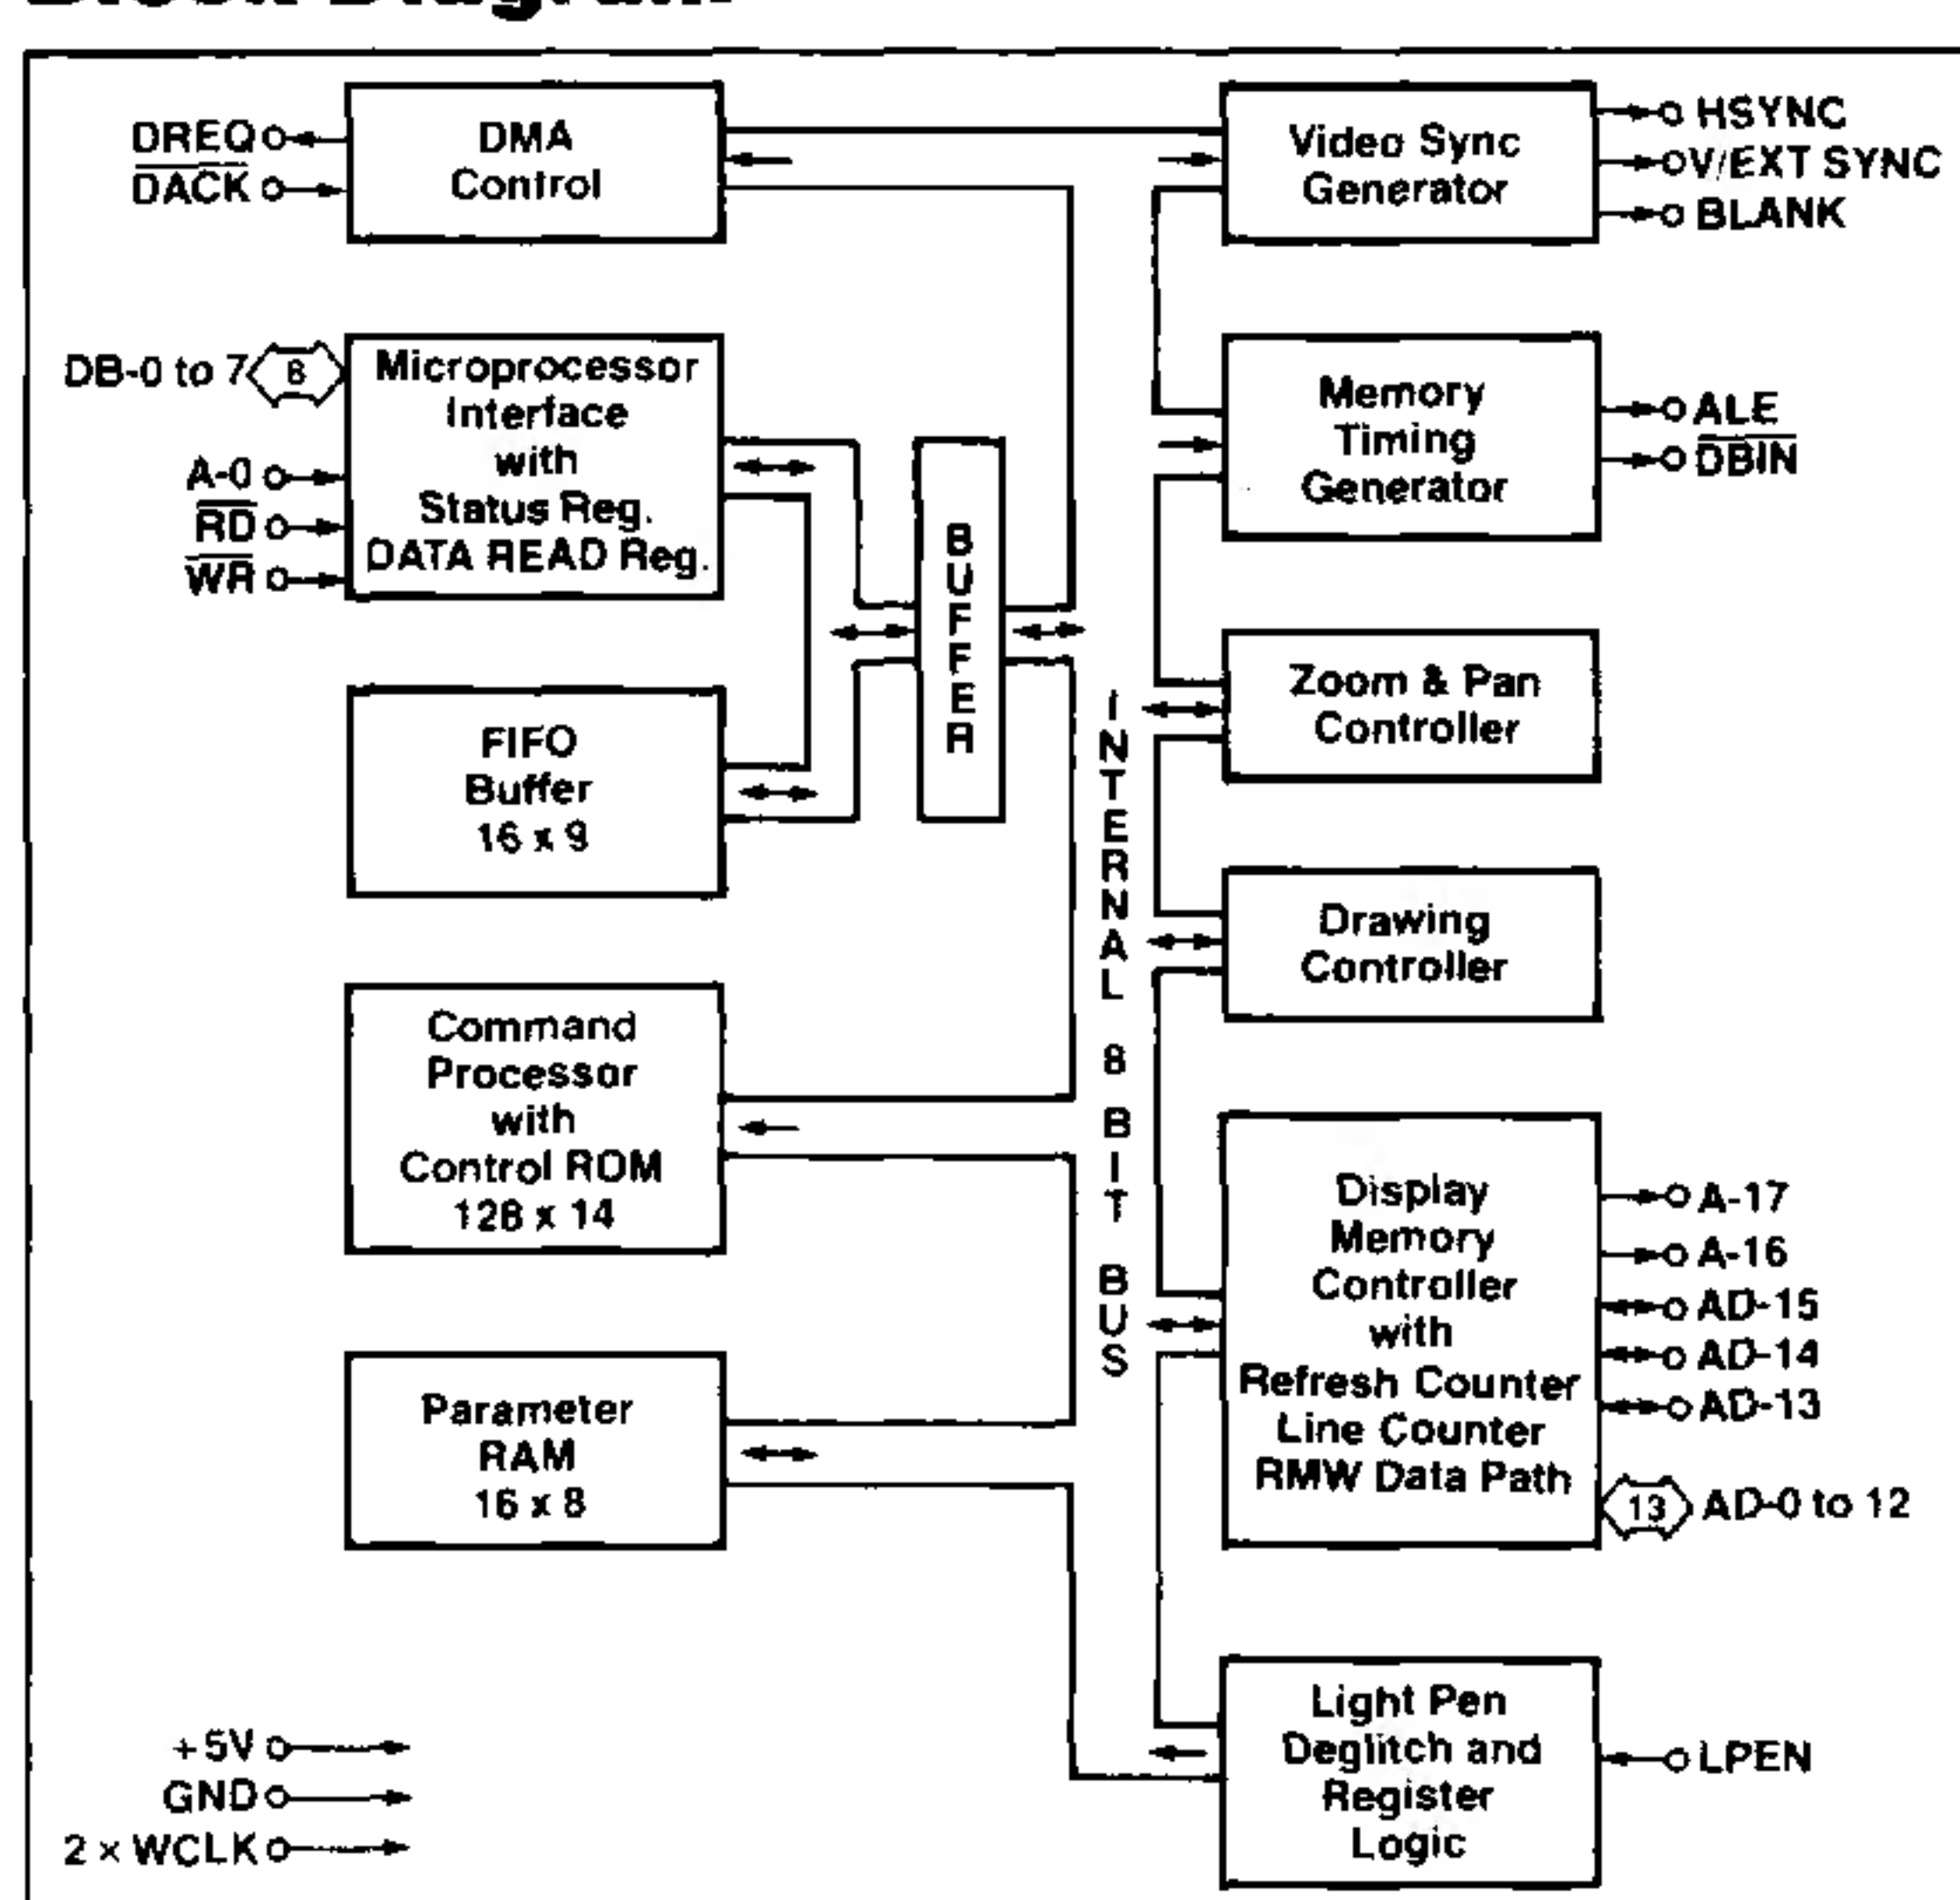 Block Diagram
DREQ
DACK
DMA
Control
Video Sync
Generator
HSYNC
V/EXT SYNC
BLANK
DB-0 to 7
8
A-0
RD
WR
Microprocessor
Interface
with
Status Reg.
DATA READ Reg.
BUFFER
Memory
Timing
Generator
ALE
DBIN
FIFO
Buffer
16 x 9
INTERNAL 8 BIT BUS
Zoom & Pan
Controller
Drawing
Controller
Command
Processor
with
Control ROM
128 x 14
Display
Memory
Controller
with
Refresh Counter
Line Counter
RMW Data Path
A-17
A-16
AD-15
AD-14
AD-13
13
AD-0 to 12
Parameter
RAM
16 x 8
Light Pen
Deglitch and
Register
Logic
LPEN
+5V
GND
2 x WCLK